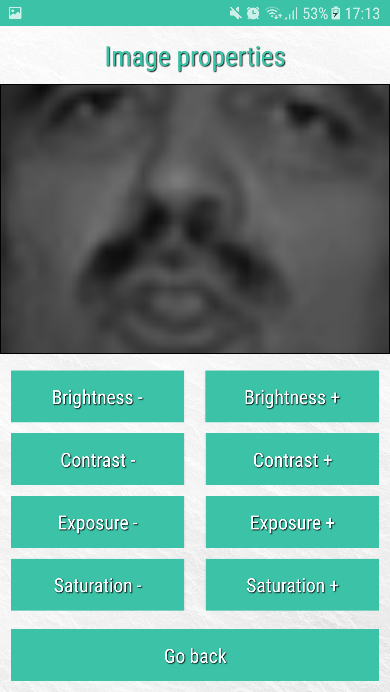 53% 17:13
Image properties
Brightness - Brightness +
Contrast - Contrast +
Exposure - Exposure +
Saturation - Saturation +
Go back